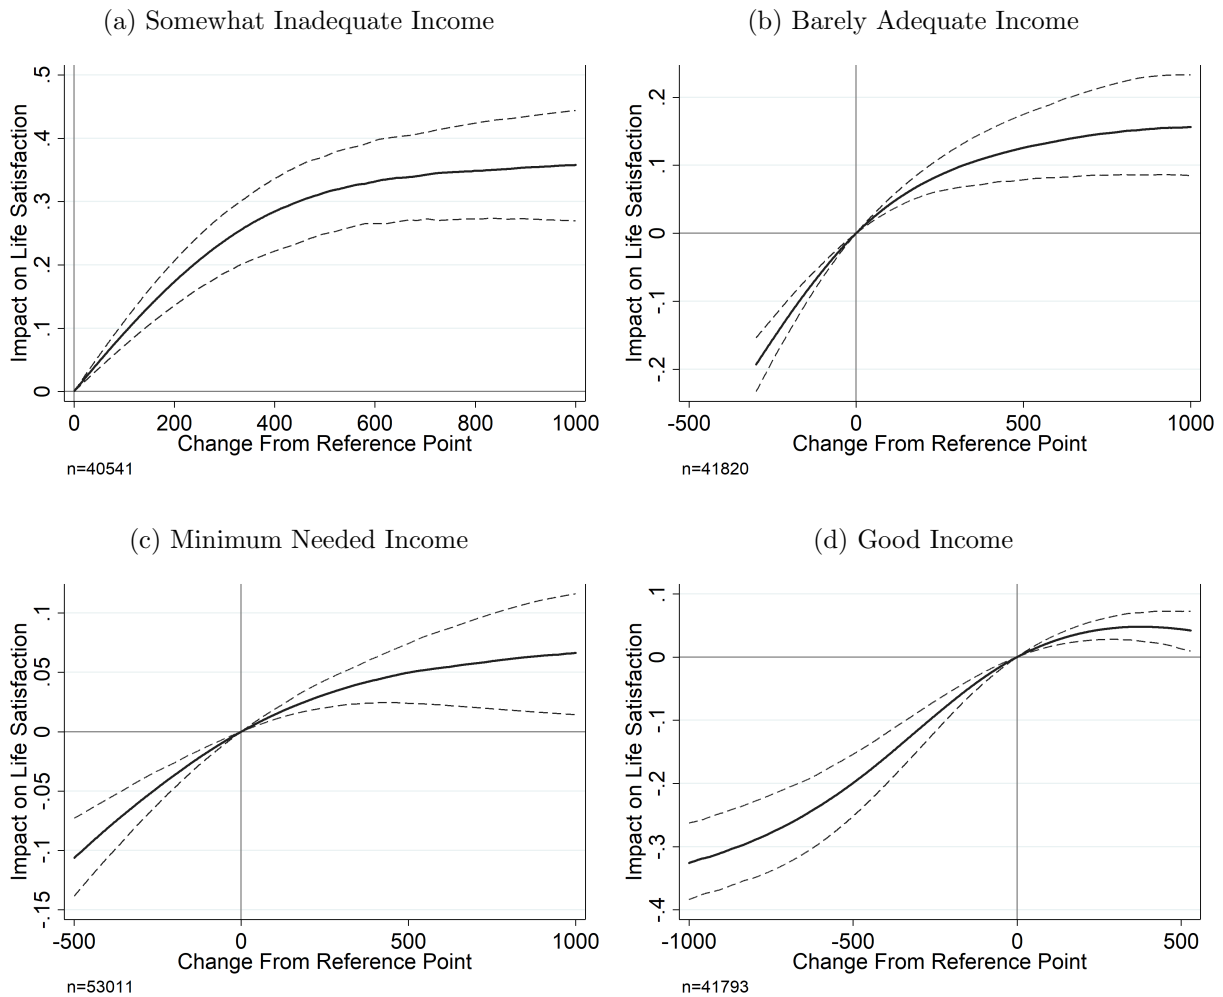 (a) Somewhat Inadequate Income
Impact on Life Satisfaction
.5
.4
.3
.2
.1
0
0 200 400 600 800 1000
Change From Reference Point
n=40541
(b) Barely Adequate Income
Impact on Life Satisfaction
.2
0.1
0
-.1
-.2
-500 0 500 1000
Change From Reference Point
n=41820
(c) Minimum Needed Income
Impact on Life Satisfaction
.1
.05
0
-.05
-.1
-.15
-500 0 500 1000
Change From Reference Point
n=53011
(d) Good Income
Impact on Life Satisfaction
.1
0
-.1
-.2
-.3
-.4
-1000 -500 0 500
Change From Reference Point
n=41793